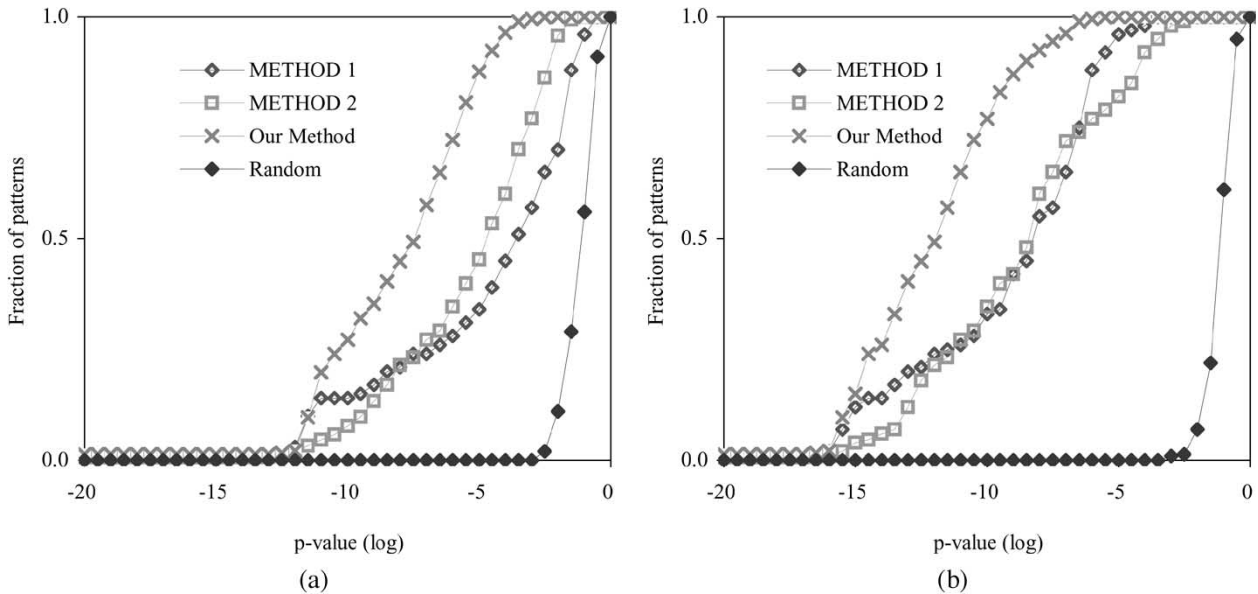 1.0
METHOD 1
METHOD 2
Our Method
Random
Fraction of patterns
0.5
0.0
-20
-15
-10
-5
0
p-value (log)
(a)
1.0
METHOD 1
METHOD 2
Our Method
Random
Fraction of patterns
0.5
0.0
-20
-15
-10
-5
0
p-value (log)
(b)